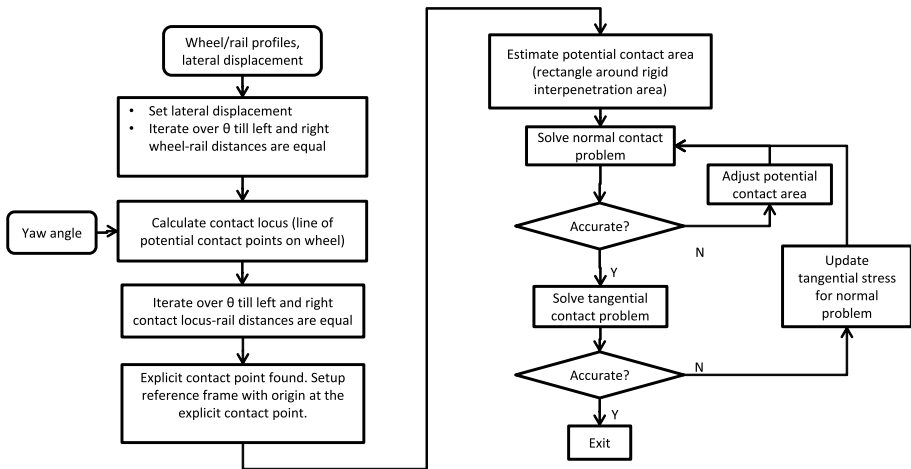 Wheel/rail profiles,
lateral displacement
• Set lateral displacement
• Iterate over θ till left and right
wheel-rail distances are equal
Yaw angle
Calculate contact locus (line of
potential contact points on wheel)
Iterate over θ till left and right
contact locus-rail distances are equal
Explicit contact point found. Setup
reference frame with origin at the
explicit contact point.
Estimate potential contact area
(rectangle around rigid
interpenetration area)
Solve normal contact
problem
Adjust potential
contact area
Accurate?
N
Y
Update
tangential stress
for normal
problem
Solve tangential
contact problem
Accurate?
N
Y
Exit